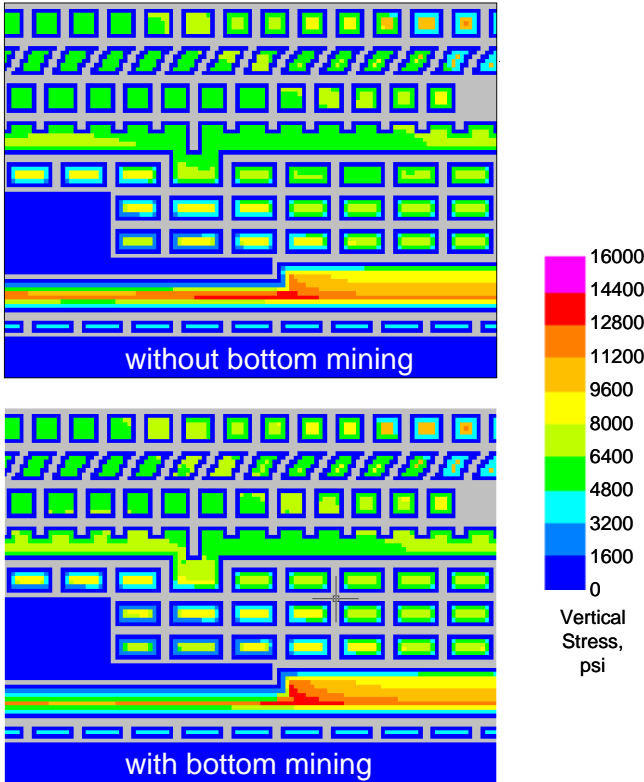 without bottom mining
16000
14400
12800
11200
9600
8000
6400
4800
3200
1600
0
Vertical
Stress,
psi
with bottom mining